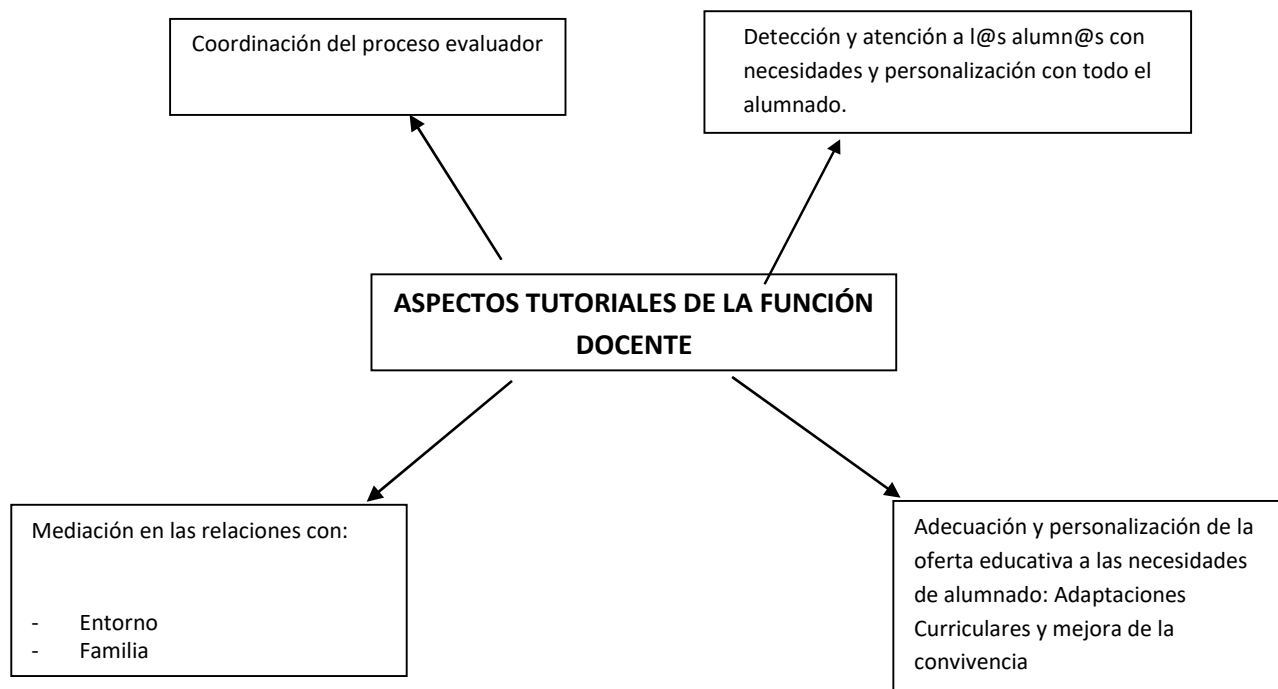 Coordinación del proceso evaluador
Detección y atención a l@s alumn@s con
necesidades y personalización con todo el
alumnado.
ASPECTOS TUTORIALES DE LA FUNCIÓN
DOCENTE
Mediación en las relaciones con:
- Entorno
- Familia
Adecuación y personalización de la
oferta educativa a las necesidades
de alumnado: Adaptaciones
Curriculares y mejora de la
convivencia